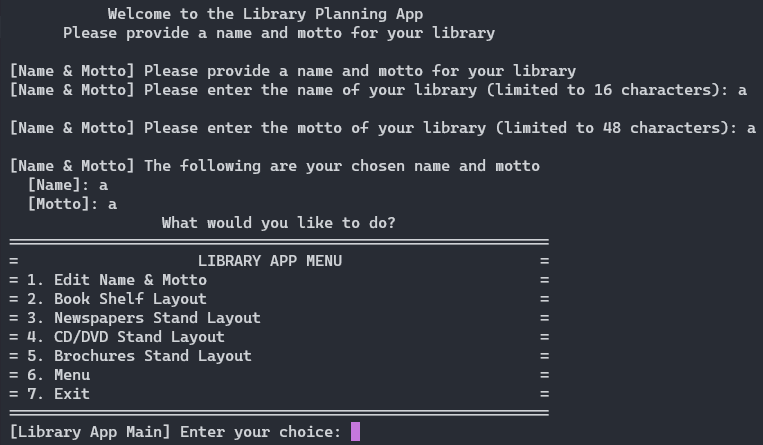 Welcome to the Library Planning App
Please provide a name and motto for your library
[Name & Motto] Please provide a name and motto for your library
[Name & Motto] Please enter the name of your library (limited to 16 characters): a
[Name & Motto] Please enter the motto of your library (limited to 48 characters): a
[Name & Motto] The following are your chosen name and motto
[Name]: a
[Motto]: a
What would you like to do?
============================================================
= LIBRARY APP MENU =
= 1. Edit Name & Motto =
= 2. Book Shelf Layout =
= 3. Newspapers Stand Layout =
= 4. CD/DVD Stand Layout =
= 5. Brochures Stand Layout =
= 6. Menu =
= 7. Exit =
============================================================
[Library App Main] Enter your choice: